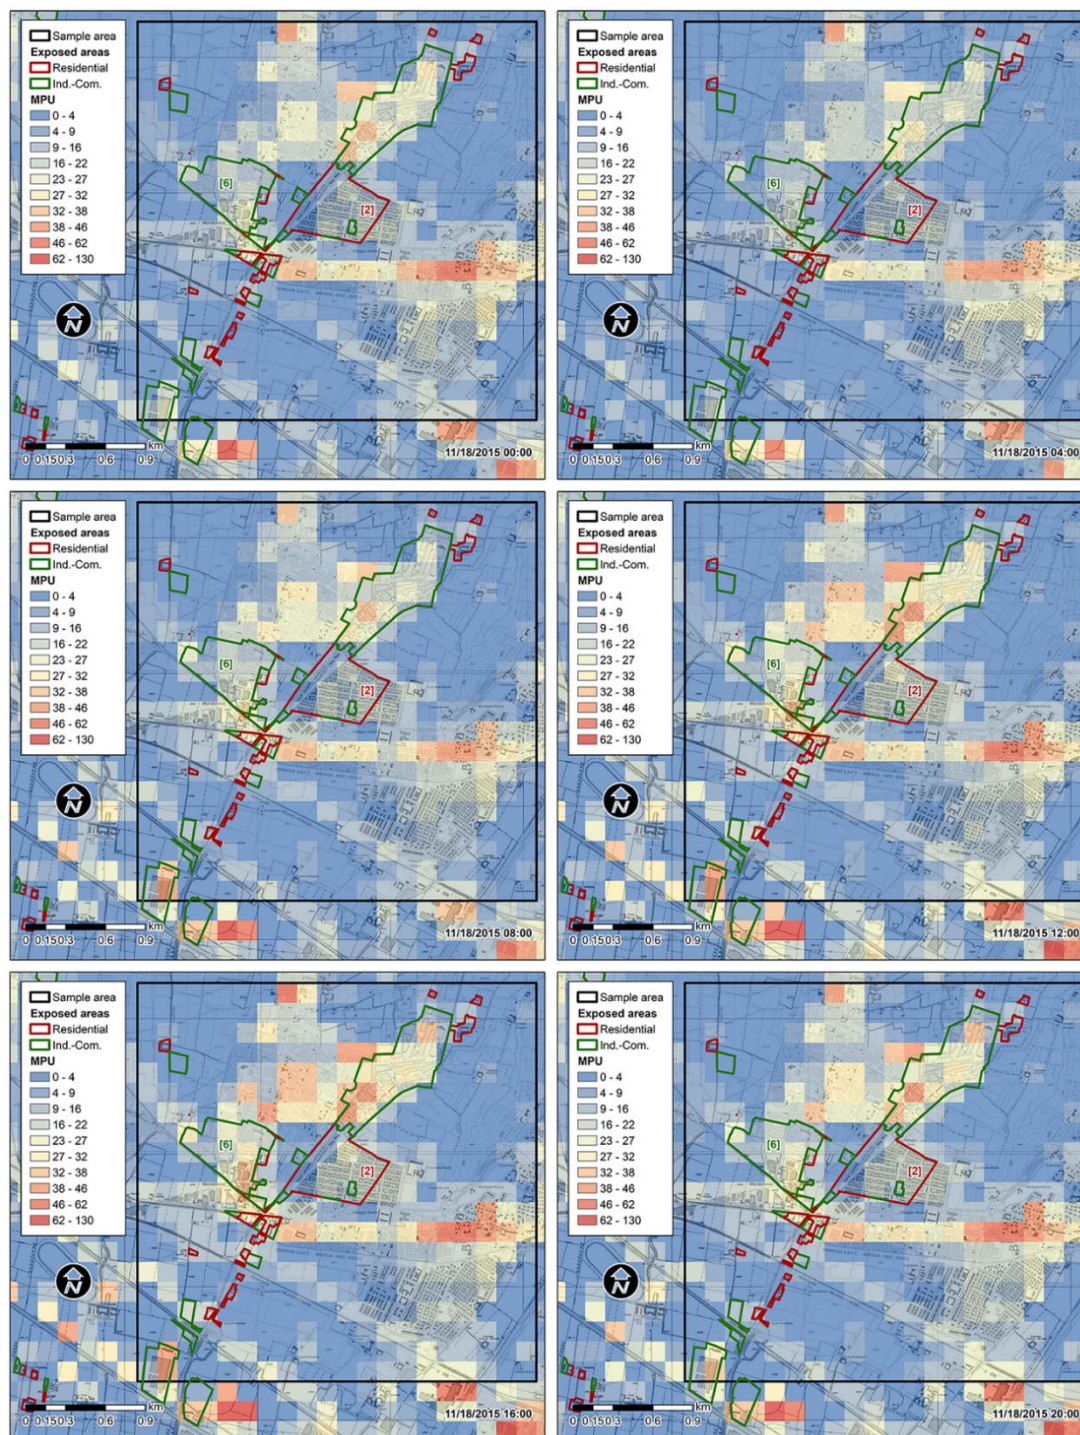 Sample area
Exposed areas
Residential
Ind.-Com.
MPU
0 - 4
4 - 9
9 - 16
16 - 22
23 - 27
27 - 32
32 - 38
38 - 46
46 - 62
62 - 130
[6]
[2]
N
km
0 0.15 0.3 0.6 0.9
11/18/2015 00:00
Sample area
Exposed areas
Residential
Ind.-Com.
MPU
0 - 4
4 - 9
9 - 16
16 - 22
23 - 27
27 - 32
32 - 38
38 - 46
46 - 62
62 - 130
[6]
[2]
N
km
0 0.15 0.3 0.6 0.9
11/18/2015 04:00
Sample area
Exposed areas
Residential
Ind.-Com.
MPU
0 - 4
4 - 9
9 - 16
16 - 22
23 - 27
27 - 32
32 - 38
38 - 46
46 - 62
62 - 130
[6]
[2]
N
km
0 0.15 0.3 0.6 0.9
11/18/2015 08:00
Sample area
Exposed areas
Residential
Ind.-Com.
MPU
0 - 4
4 - 9
9 - 16
16 - 22
23 - 27
27 - 32
32 - 38
38 - 46
46 - 62
62 - 130
[6]
[2]
N
km
0 0.15 0.3 0.6 0.9
11/18/2015 12:00
Sample area
Exposed areas
Residential
Ind.-Com.
MPU
0 - 4
4 - 9
9 - 16
16 - 22
23 - 27
27 - 32
32 - 38
38 - 46
46 - 62
62 - 130
[6]
[2]
N
km
0 0.15 0.3 0.6 0.9
11/18/2015 16:00
Sample area
Exposed areas
Residential
Ind.-Com.
MPU
0 - 4
4 - 9
9 - 16
16 - 22
23 - 27
27 - 32
32 - 38
38 - 46
46 - 62
62 - 130
[6]
[2]
N
km
0 0.15 0.3 0.6 0.9
11/18/2015 20:00